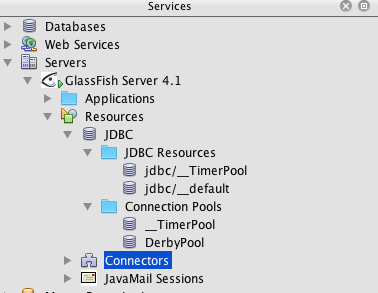 Services
Databases
Web Services
Servers
GlassFish Server 4.1
Applications
Resources
JDBC
JDBC Resources
jdbc/__TimerPool
jdbc/__default
Connection Pools
__TimerPool
DerbyPool
Connectors
JavaMail Sessions